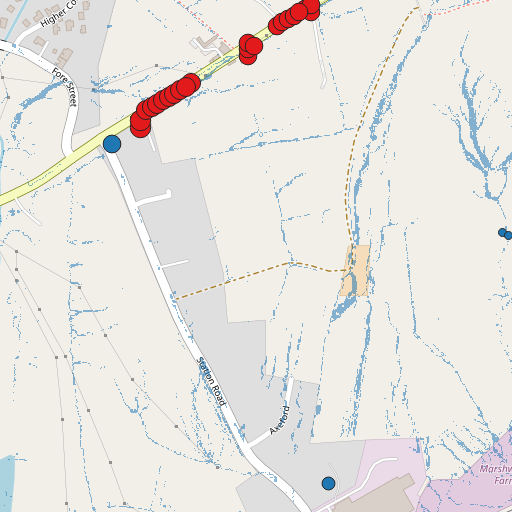 Higher Co
Fore Street
Station Road
Axeford
Marshw
Farm